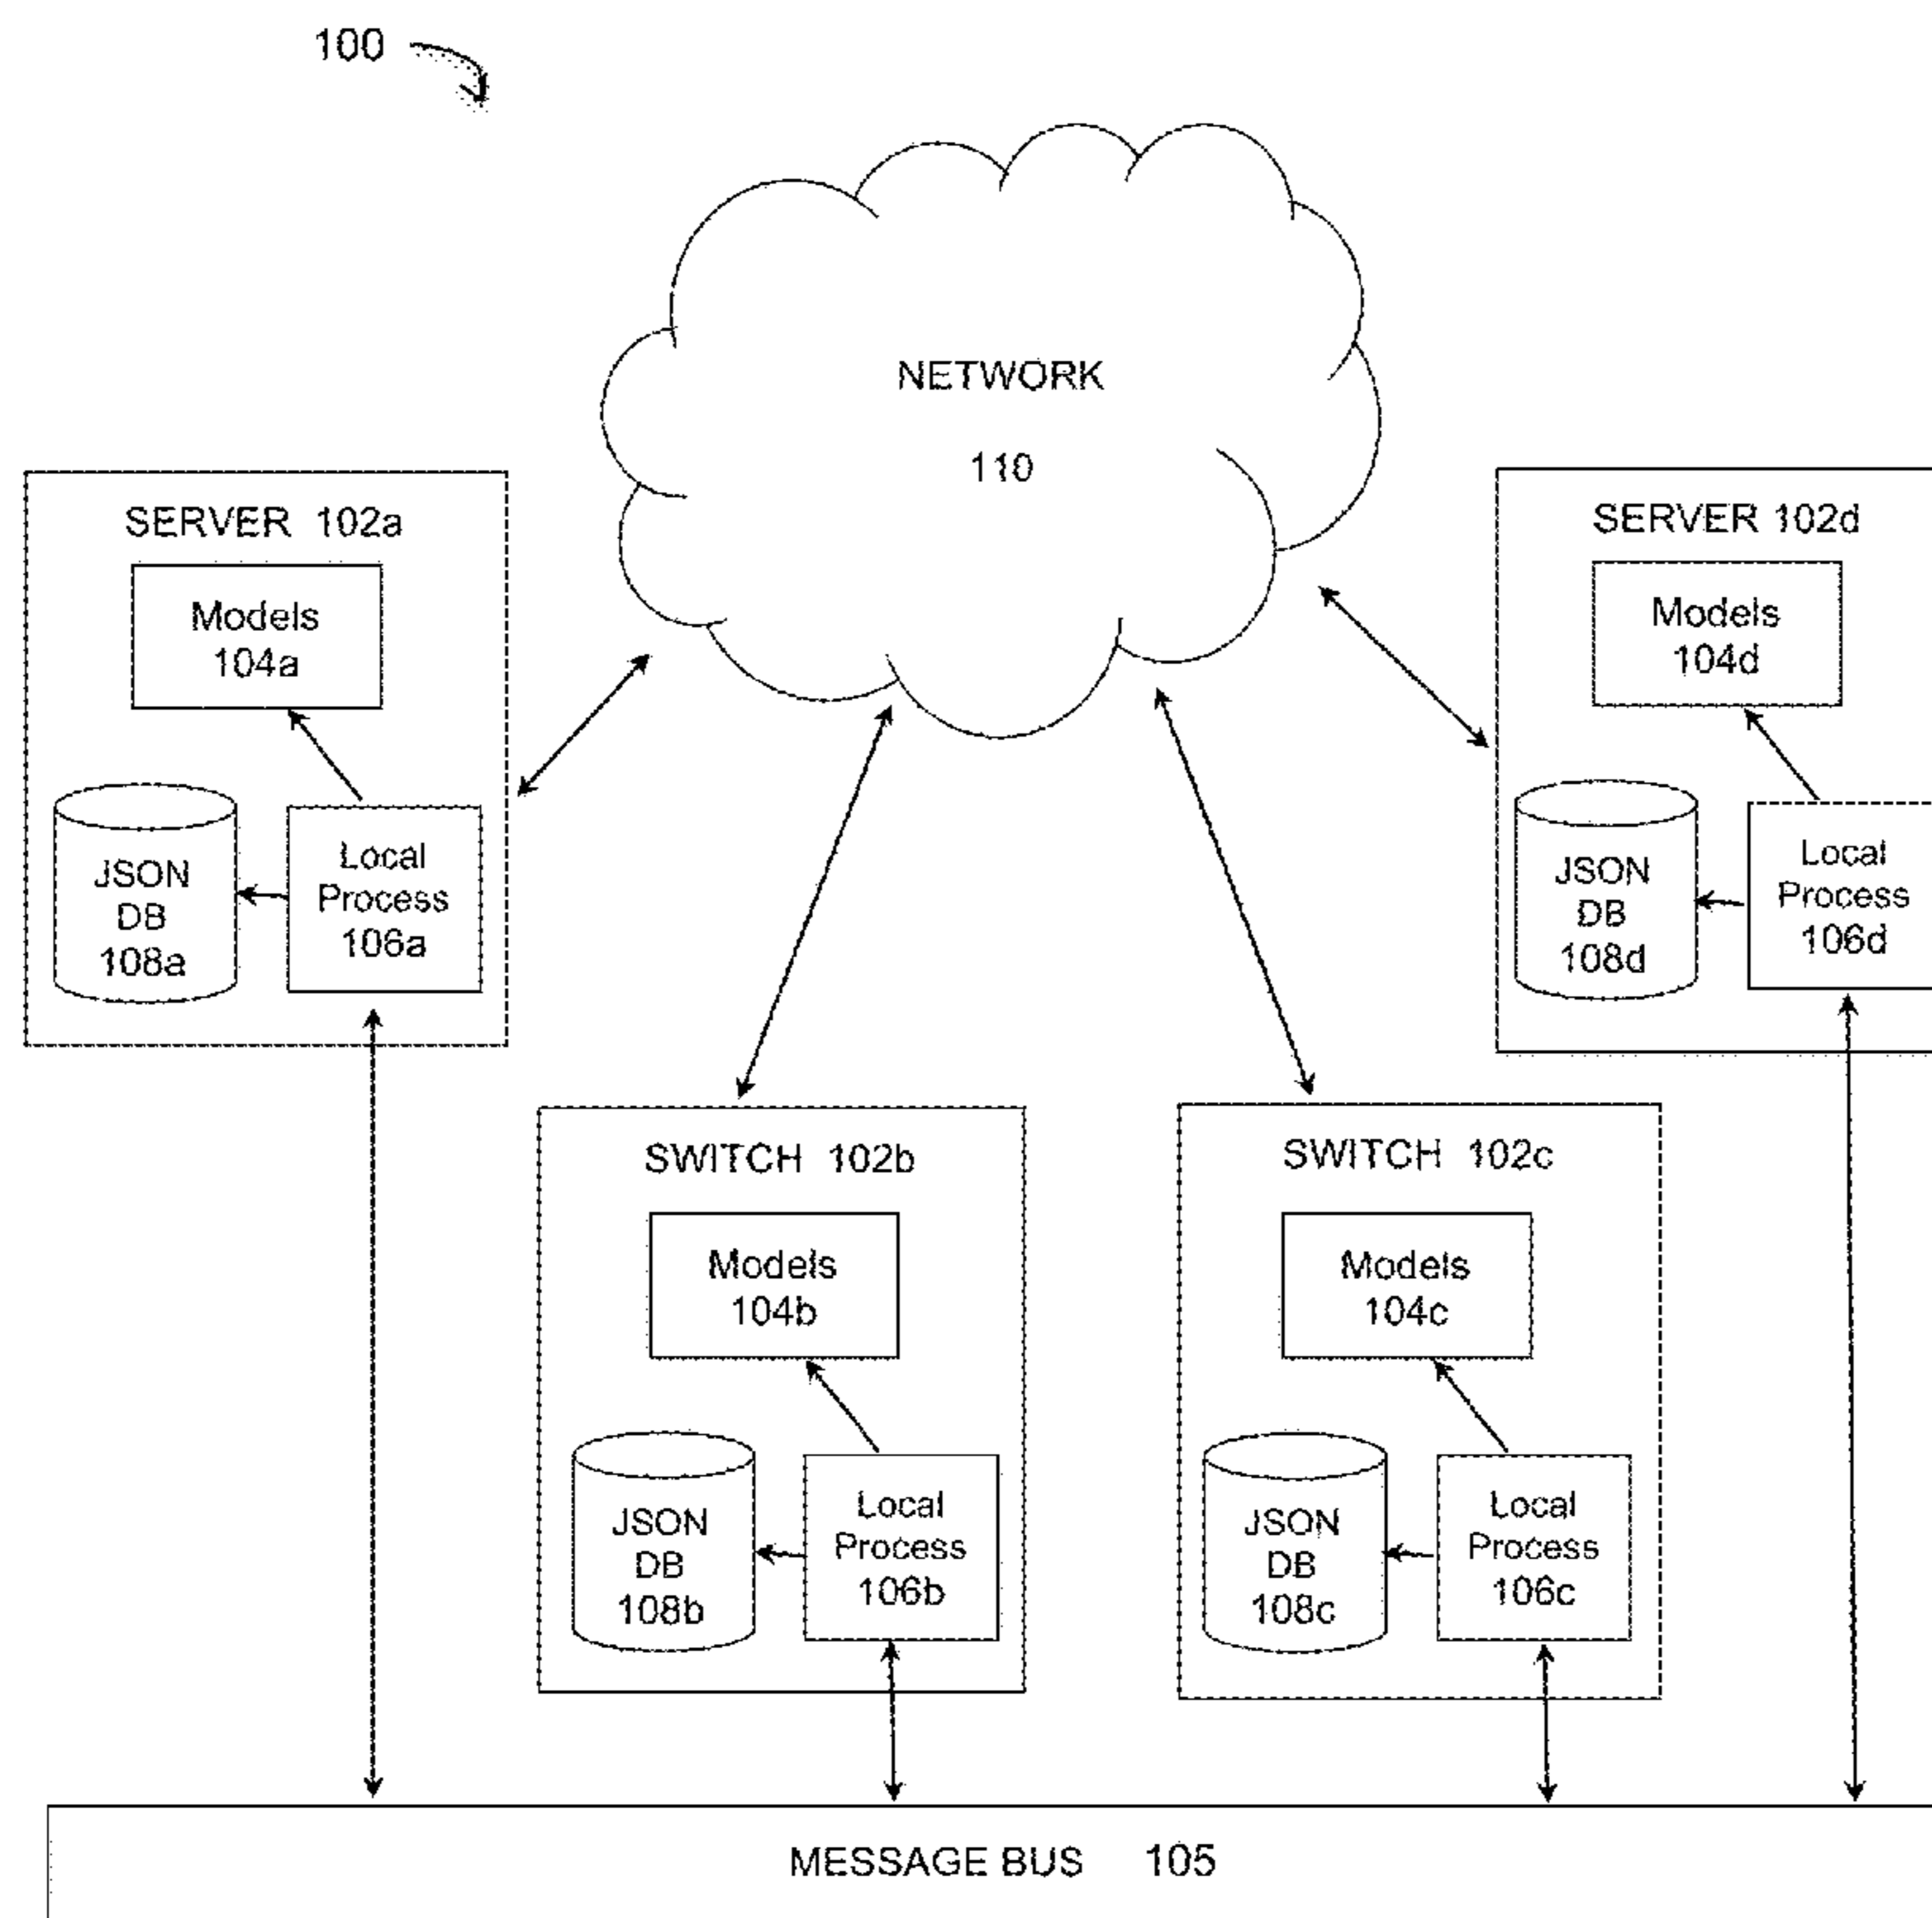 100
NETWORK
110
SERVER 102a
Models
104a
JSON
DB
108a
Local
Process
106a
SERVER 102d
Models
104d
JSON
DB
108d
Local
Process
106d
SWITCH 102b
Models
104b
JSON
DB
108b
Local
Process
106b
SWITCH 102c
Models
104c
JSON
DB
108c
Local
Process
106c
MESSAGE BUS 105